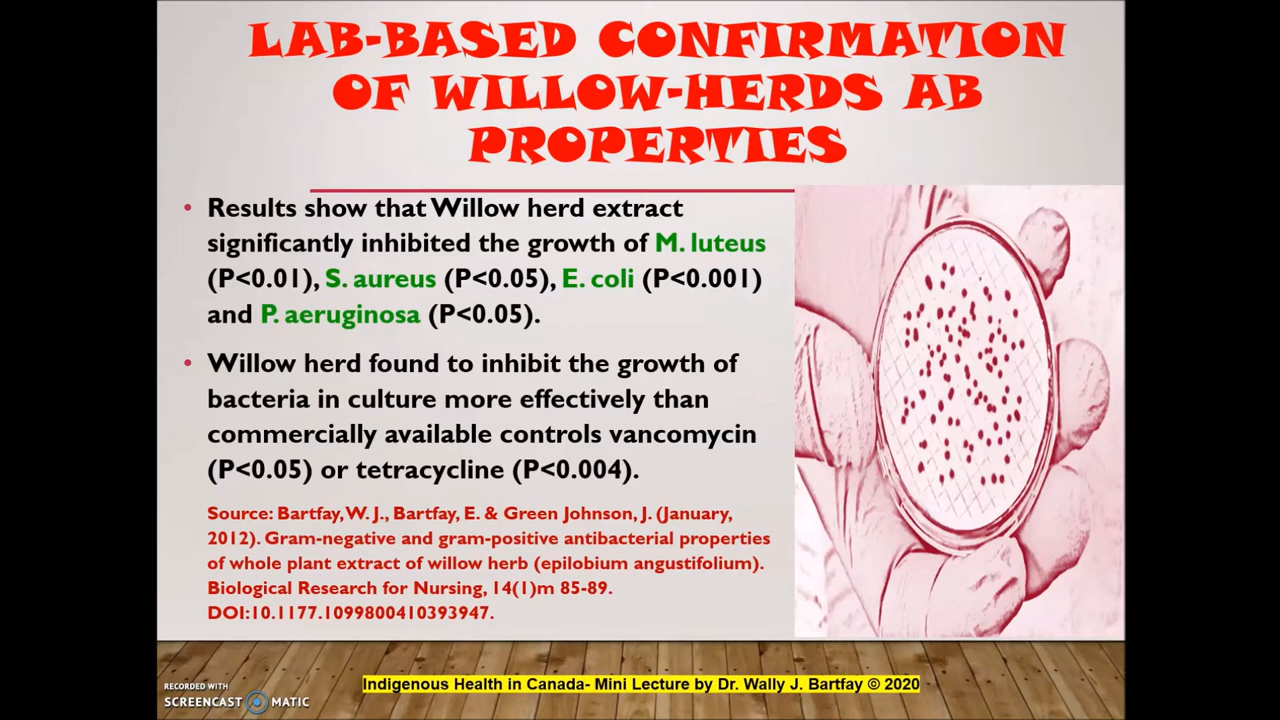 LAB-BASED CONFIRMATION
OF WILLOW-HERDS AB
PROPERTIES
• Results show that Willow herd extract
significantly inhibited the growth of M. luteus
(P<0.01), S. aureus (P<0.05), E. coli (P<0.001)
and P. aeruginosa (P<0.05).
• Willow herd found to inhibit the growth of
bacteria in culture more effectively than
commercially available controls vancomycin
(P<0.05) or tetracycline (P<0.004).
Source: Bartfay, W. J., Bartfay, E. & Green Johnson, J. (January,
2012). Gram-negative and gram-positive antibacterial properties
of whole plant extract of willow herb (epilobium angustifolium).
Biological Research for Nursing, 14(1)m 85-89.
DOI:10.1177.1099800410393947.
Indigenous Health in Canada- Mini Lecture by Dr. Wally J. Bartfay © 2020
RECORDED WITH
SCREENCAST MATIC